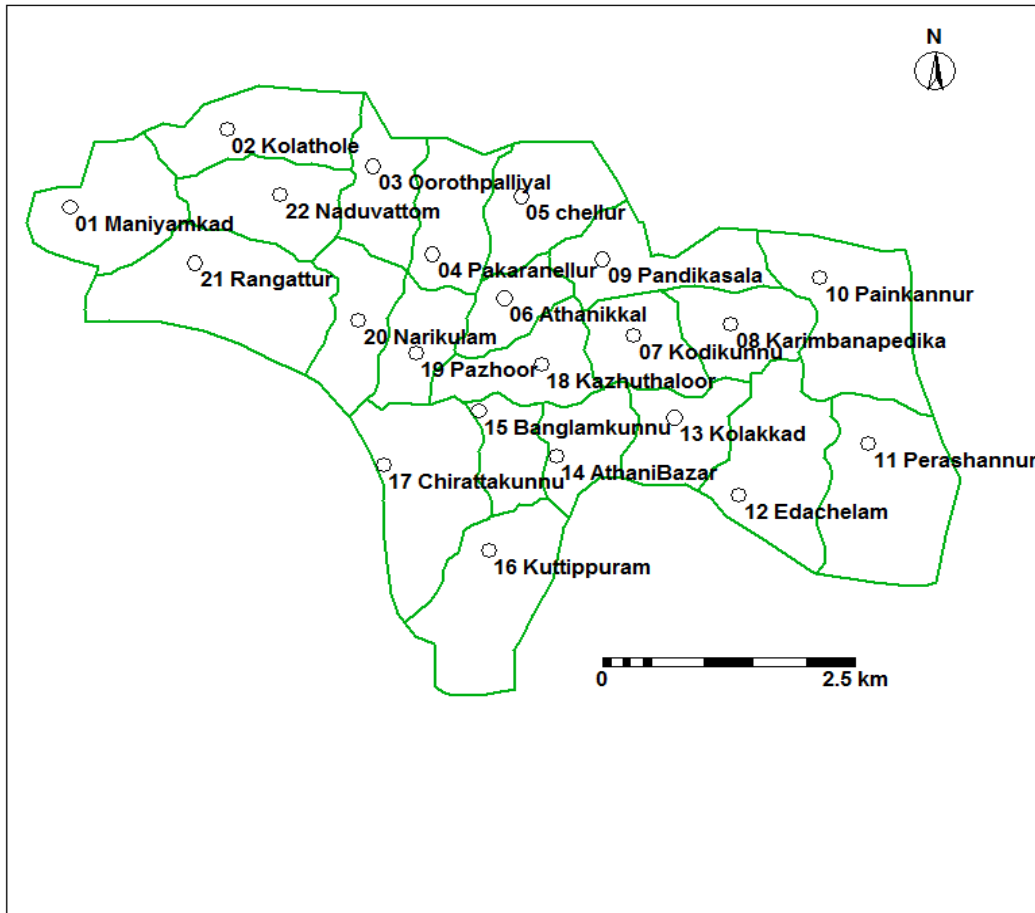 N
02 Kolathole
03 Oorothpalliyal
22 Naduvattom
05 chellur
01 Maniyamkad
04 Pakaranellur
09 Pandikasala
21 Rangattur
10 Painkannur
06 Athanikkal
20 Narikulam
08 Karimbanapedika
07 Kodikunnu
19 Pazhoor
18 Kazhuthaloor
15 Banglamkunnu
13 Kolakkad
11 Perashannur
17 Chirattakunnu
14 AthaniBazar
12 Edachelam
16 Kuttippuram
0 2.5 km